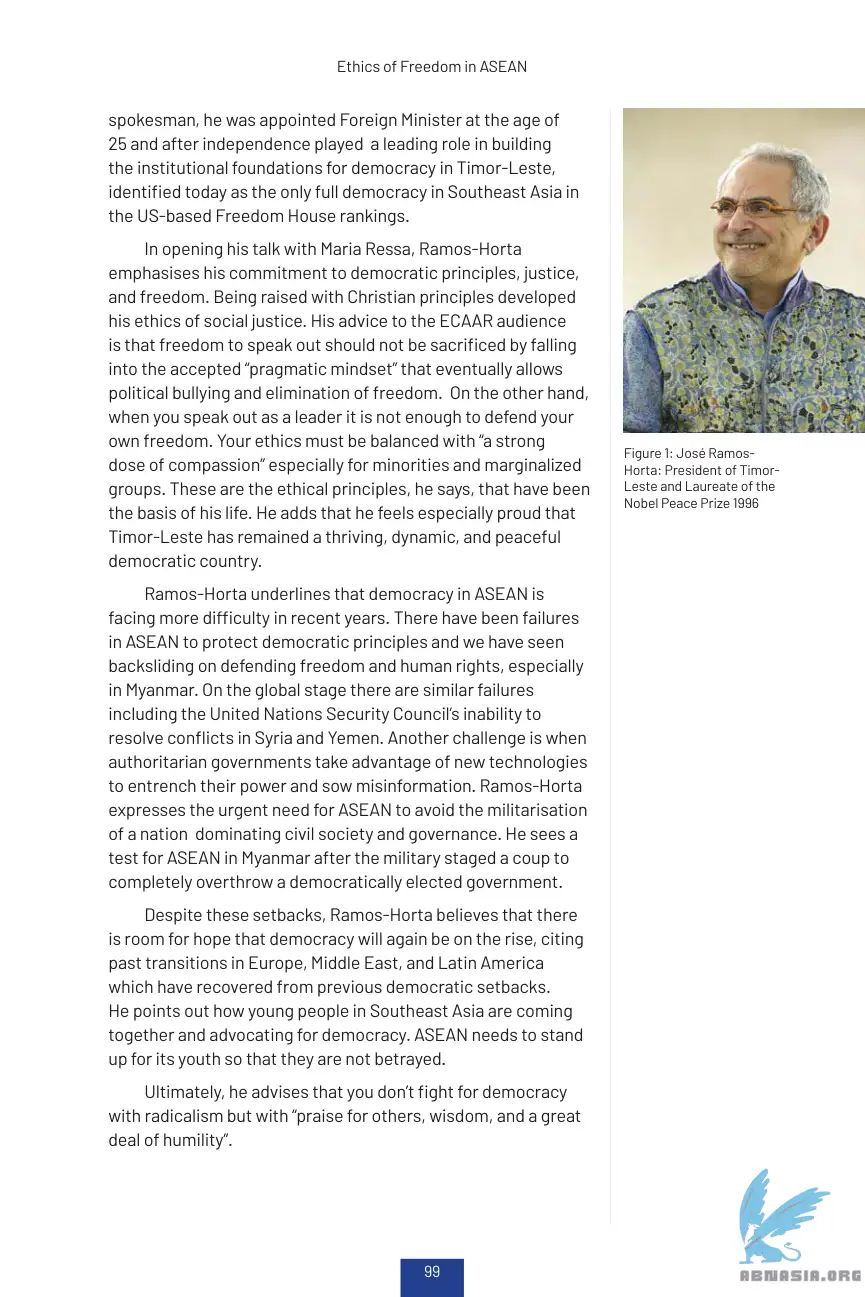 Ethics of Freedom in ASEAN
spokesman, he was appointed Foreign Minister at the age of
25 and after independence played  a leading role in building
the institutional foundations for democracy in Timor-Leste,
identified today as the only full democracy in Southeast Asia in
the US-based Freedom House rankings.
In opening his talk with Maria Ressa, Ramos-Horta
emphasises his commitment to democratic principles, justice,
and freedom. Being raised with Christian principles developed
his ethics of social justice. His advice to the ECAAR audience
is that freedom to speak out should not be sacrificed by falling
into the accepted “pragmatic mindset” that eventually allows
political bullying and elimination of freedom.  On the other hand,
when you speak out as a leader it is not enough to defend your
own freedom. Your ethics must be balanced with “a strong
dose of compassion” especially for minorities and marginalized
groups. These are the ethical principles, he says, that have been
the basis of his life. He adds that he feels especially proud that
Timor-Leste has remained a thriving, dynamic, and peaceful
democratic country.
Ramos-Horta underlines that democracy in ASEAN is
facing more difficulty in recent years. There have been failures
in ASEAN to protect democratic principles and we have seen
backsliding on defending freedom and human rights, especially
in Myanmar. On the global stage there are similar failures
including the United Nations Security Council’s inability to
resolve conflicts in Syria and Yemen. Another challenge is when
authoritarian governments take advantage of new technologies
to entrench their power and sow misinformation. Ramos-Horta
expresses the urgent need for ASEAN to avoid the militarisation
of a nation  dominating civil society and governance. He sees a
test for ASEAN in Myanmar after the military staged a coup to
completely overthrow a democratically elected government.
Despite these setbacks, Ramos-Horta believes that there
is room for hope that democracy will again be on the rise, citing
past transitions in Europe, Middle East, and Latin America
which have recovered from previous democratic setbacks.
He points out how young people in Southeast Asia are coming
together and advocating for democracy. ASEAN needs to stand
up for its youth so that they are not betrayed.
Ultimately, he advises that you don’t fight for democracy
with radicalism but with “praise for others, wisdom, and a great
deal of humility”.
Figure 1: José Ramos-
Horta: President of Timor-
Leste and Laureate of the
Nobel Peace Prize 1996
99
ABNASIA.ORG